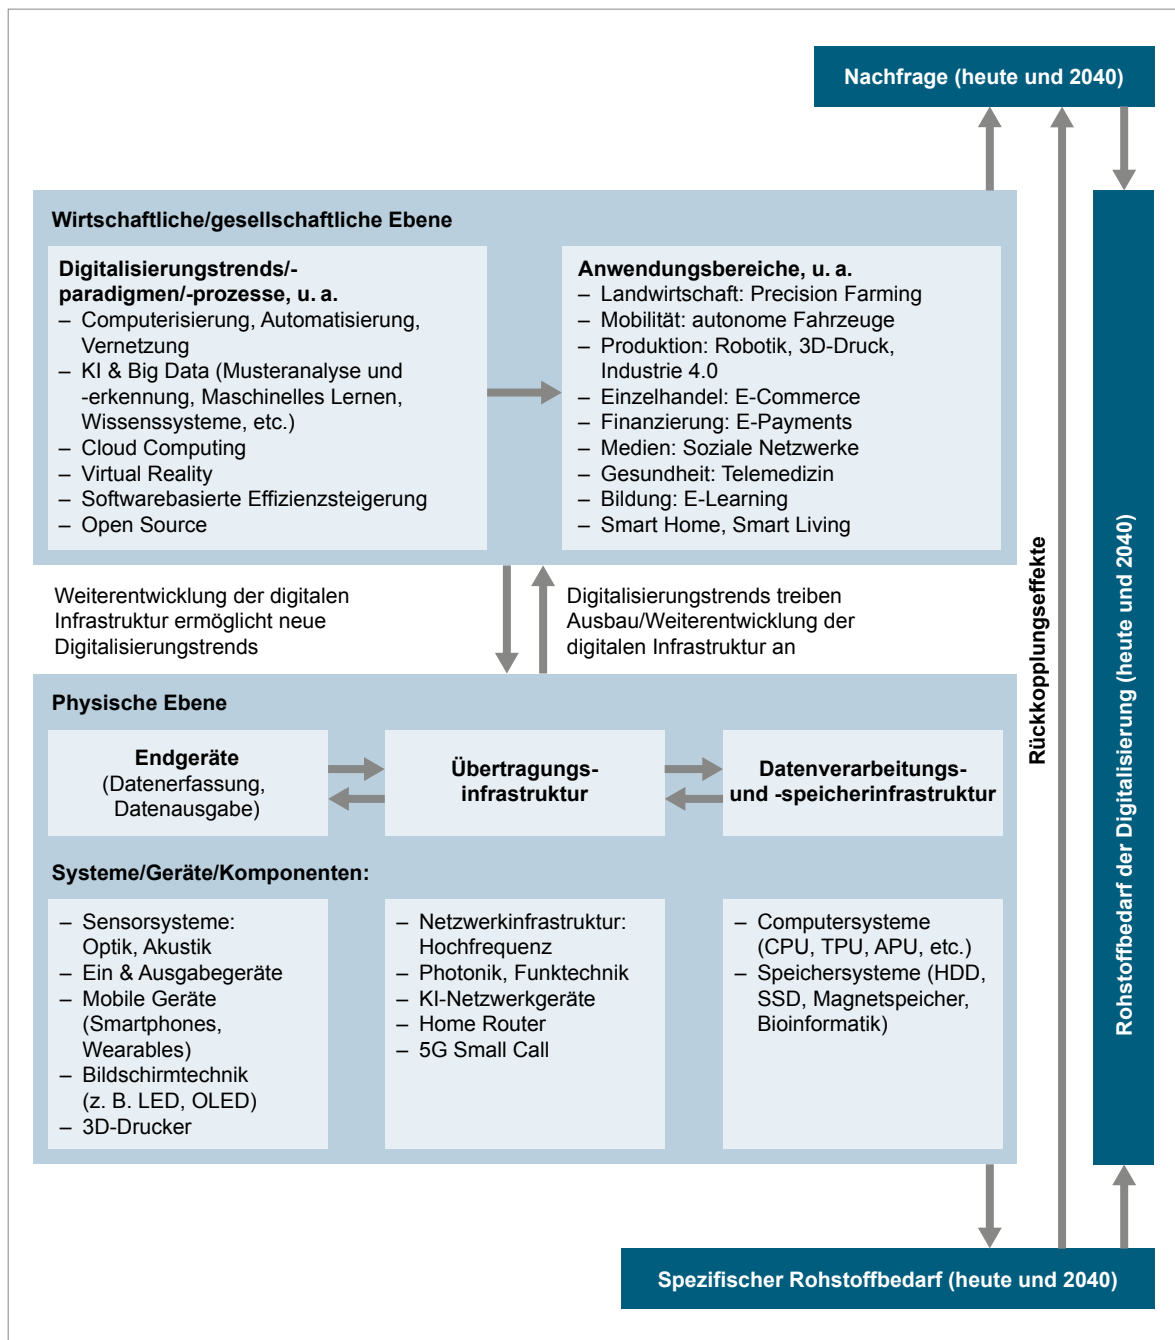 Nachfrage (heute und 2040)
Wirtschaftliche/gesellschaftliche Ebene
Digitalisierungstrends/-
paradigmen/-prozesse, u. a.
– Computerisierung, Automatisierung,
Vernetzung
– KI & Big Data (Musteranalyse und
-erkennung, Maschinelles Lernen,
Wissenssysteme, etc.)
– Cloud Computing
– Virtual Reality
– Softwarebasierte Effizienzsteigerung
– Open Source
Anwendungsbereiche, u. a.
– Landwirtschaft: Precision Farming
– Mobilität: autonome Fahrzeuge
– Produktion: Robotik, 3D-Druck,
Industrie 4.0
– Einzelhandel: E-Commerce
– Finanzierung: E-Payments
– Medien: Soziale Netzwerke
– Gesundheit: Telemedizin
– Bildung: E-Learning
– Smart Home, Smart Living
Weiterentwicklung der digitalen
Infrastruktur ermöglicht neue
Digitalisierungstrends
Digitalisierungstrends treiben
Ausbau/Weiterentwicklung der
digitalen Infrastruktur an
Physische Ebene
Endgeräte
(Datenerfassung,
Datenausgabe)
Übertragungs-
infrastruktur
Datenverarbeitungs-
und -speicherinfrastruktur
Systeme/Geräte/Komponenten:
– Sensorsysteme:
Optik, Akustik
– Ein & Ausgabegeräte
– Mobile Geräte
(Smartphones,
Wearables)
– Bildschirmtechnik
(z. B. LED, OLED)
– 3D-Drucker
– Netzwerkinfrastruktur:
Hochfrequenz
– Photonik, Funktechnik
– KI-Netzwerkgeräte
– Home Router
– 5G Small Call
– Computersysteme
(CPU, TPU, APU, etc.)
– Speichersysteme (HDD,
SSD, Magnetspeicher,
Bioinformatik)
Rückkopplungseffekte
Rohstoffbedarf der Digitalisierung (heute und 2040)
Spezifischer Rohstoffbedarf (heute und 2040)